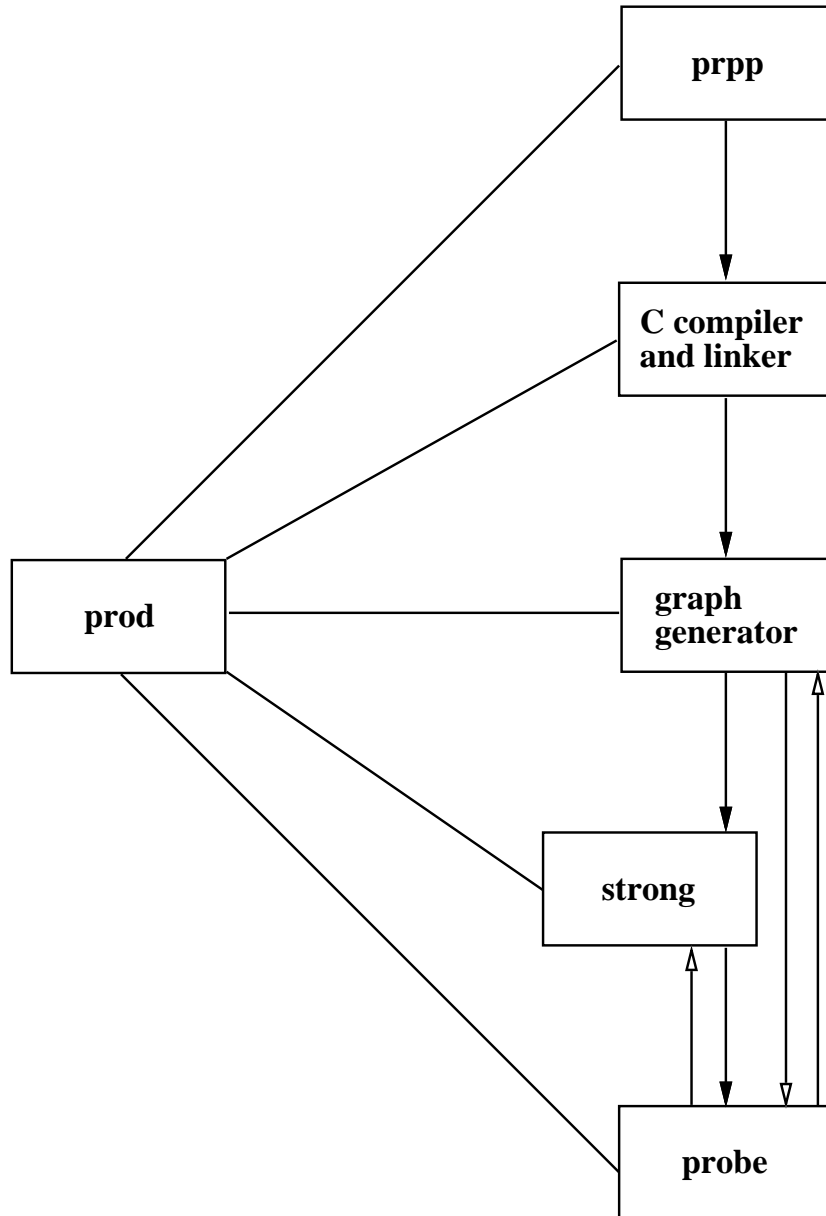 prpp
C compiler
and linker
prod
graph
generator
strong
probe